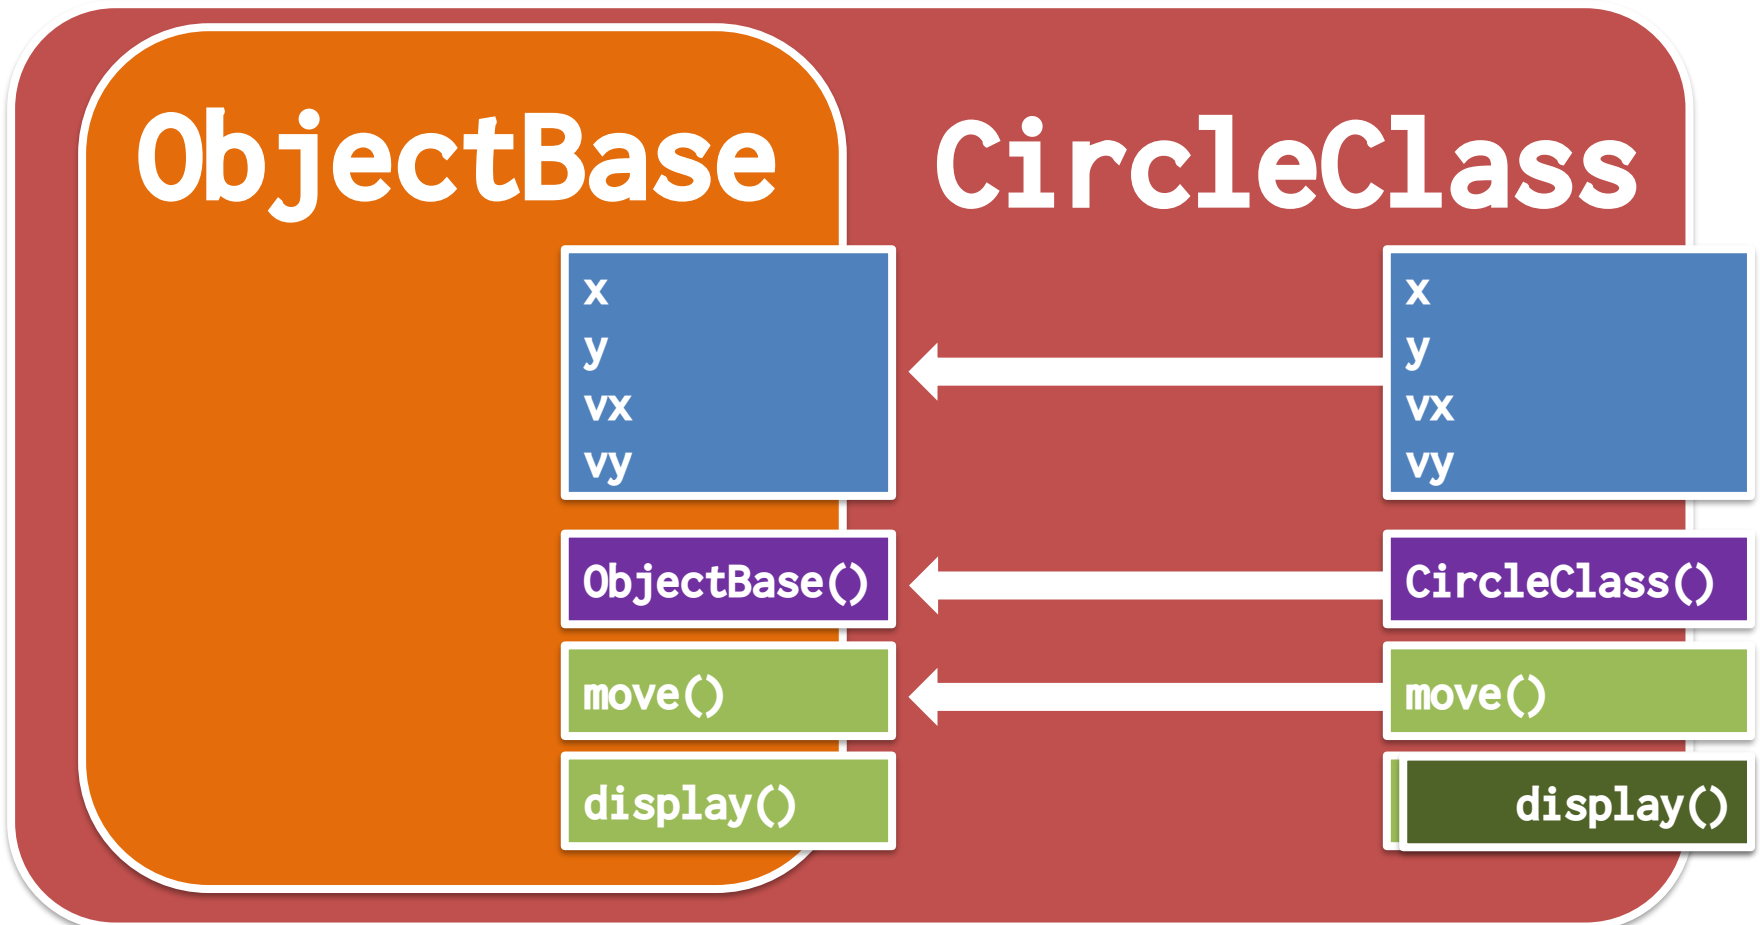 ObjectBase
CircleClass
x
y
vx
vy
x
y
vx
vy
ObjectBase()
CircleClass()
move()
move()
display()
display()